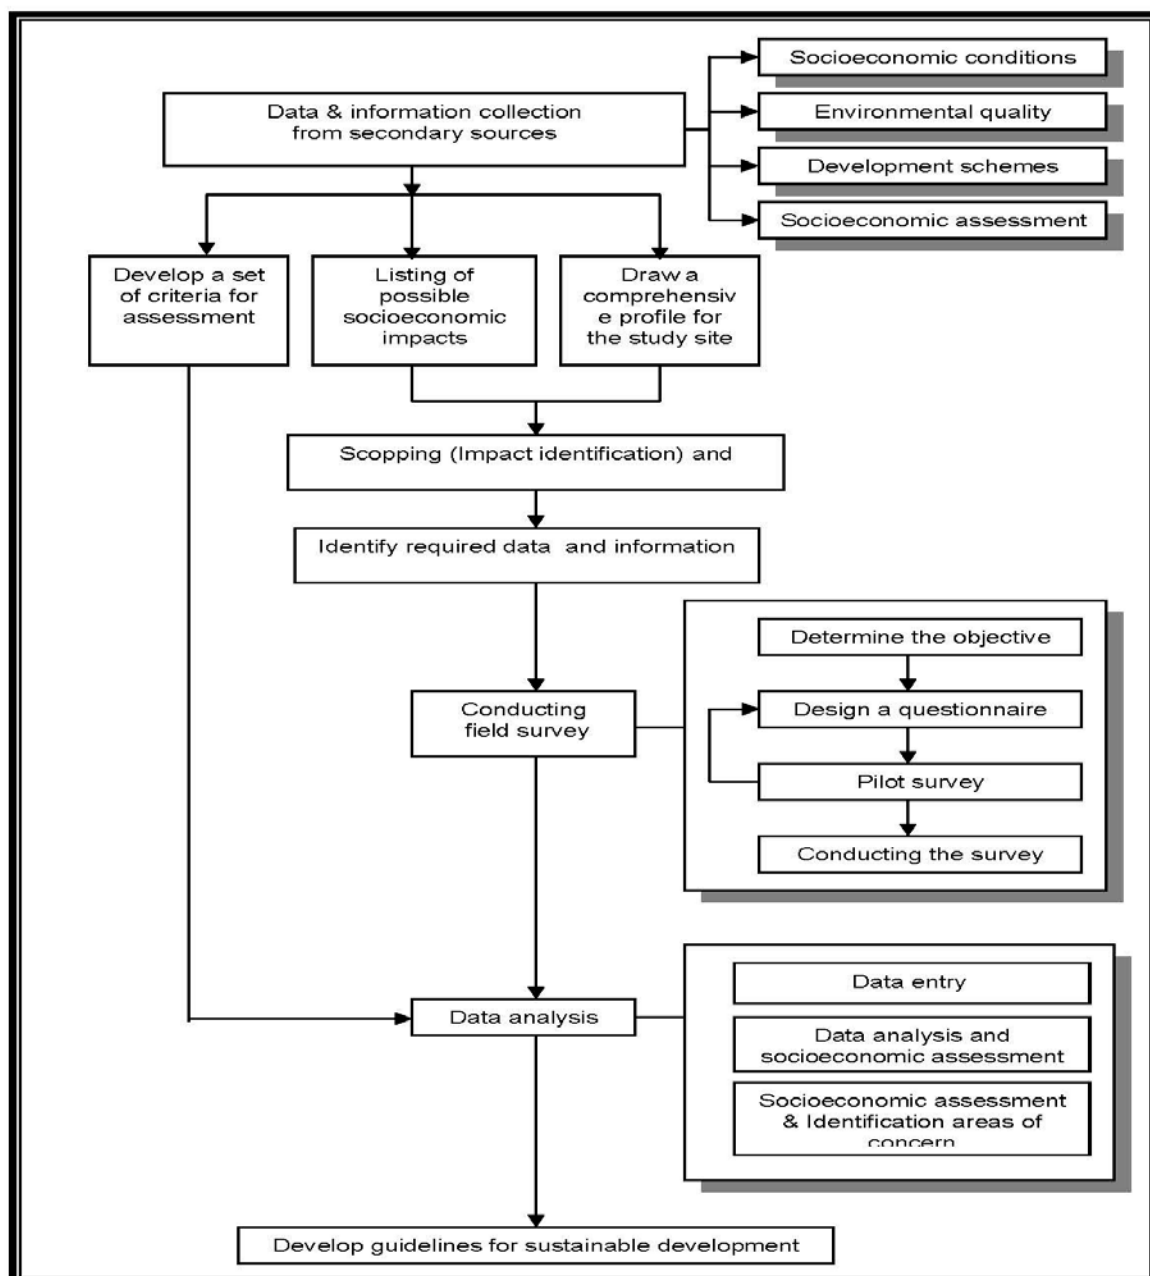 Socioeconomic conditions
Data & information collection
from secondary sources
Environmental quality
Development schemes
Socioeconomic assessment
Develop a set
of criteria for
assessment
Listing of
possible
socioeconomic
impacts
Draw a
comprehensiv
e profile for
the study site
Scopping (Impact identification) and
Identify required data and information
Conducting
field survey
Determine the objective
Design a questionnaire
Pilot survey
Conducting the survey
Data analysis
Data entry
Data analysis and
socioeconomic assessment
Socioeconomic assessment
& Identification areas of
concern
Develop guidelines for sustainable development